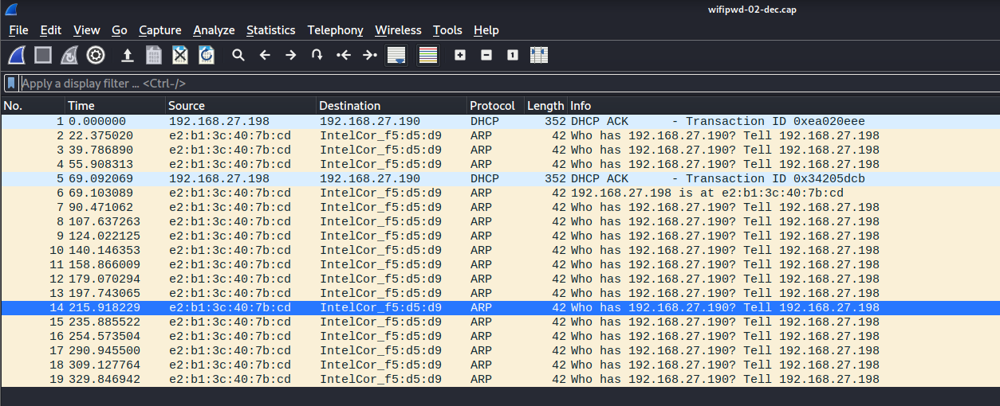 wifipwd-02-dec.cap
File Edit View Go Capture Analyze Statistics Telephony Wireless Tools Help
Apply a display filter ... <Ctrl-/>
No. Time Source Destination Protocol Length Info
1 0.000000 192.168.27.198 192.168.27.190 DHCP 352 DHCP ACK - Transaction ID 0xea020eee
2 22.375020 e2:b1:3c:40:7b:cd IntelCor_f5:d5:d9 ARP 42 Who has 192.168.27.190? Tell 192.168.27.198
3 39.786890 e2:b1:3c:40:7b:cd IntelCor_f5:d5:d9 ARP 42 Who has 192.168.27.190? Tell 192.168.27.198
4 55.908313 e2:b1:3c:40:7b:cd IntelCor_f5:d5:d9 ARP 42 Who has 192.168.27.190? Tell 192.168.27.198
5 69.092069 192.168.27.198 192.168.27.190 DHCP 352 DHCP ACK - Transaction ID 0x34205dcb
6 69.103089 e2:b1:3c:40:7b:cd IntelCor_f5:d5:d9 ARP 42 192.168.27.198 is at e2:b1:3c:40:7b:cd
7 90.471062 e2:b1:3c:40:7b:cd IntelCor_f5:d5:d9 ARP 42 Who has 192.168.27.190? Tell 192.168.27.198
8 107.637263 e2:b1:3c:40:7b:cd IntelCor_f5:d5:d9 ARP 42 Who has 192.168.27.190? Tell 192.168.27.198
9 124.022125 e2:b1:3c:40:7b:cd IntelCor_f5:d5:d9 ARP 42 Who has 192.168.27.190? Tell 192.168.27.198
10 140.146353 e2:b1:3c:40:7b:cd IntelCor_f5:d5:d9 ARP 42 Who has 192.168.27.190? Tell 192.168.27.198
11 158.866009 e2:b1:3c:40:7b:cd IntelCor_f5:d5:d9 ARP 42 Who has 192.168.27.190? Tell 192.168.27.198
12 179.070294 e2:b1:3c:40:7b:cd IntelCor_f5:d5:d9 ARP 42 Who has 192.168.27.190? Tell 192.168.27.198
13 197.743065 e2:b1:3c:40:7b:cd IntelCor_f5:d5:d9 ARP 42 Who has 192.168.27.190? Tell 192.168.27.198
14 215.918229 e2:b1:3c:40:7b:cd IntelCor_f5:d5:d9 ARP 42 Who has 192.168.27.190? Tell 192.168.27.198
15 235.885522 e2:b1:3c:40:7b:cd IntelCor_f5:d5:d9 ARP 42 Who has 192.168.27.190? Tell 192.168.27.198
16 254.573504 e2:b1:3c:40:7b:cd IntelCor_f5:d5:d9 ARP 42 Who has 192.168.27.190? Tell 192.168.27.198
17 290.945500 e2:b1:3c:40:7b:cd IntelCor_f5:d5:d9 ARP 42 Who has 192.168.27.190? Tell 192.168.27.198
18 309.127764 e2:b1:3c:40:7b:cd IntelCor_f5:d5:d9 ARP 42 Who has 192.168.27.190? Tell 192.168.27.198
19 329.846942 e2:b1:3c:40:7b:cd IntelCor_f5:d5:d9 ARP 42 Who has 192.168.27.190? Tell 192.168.27.198